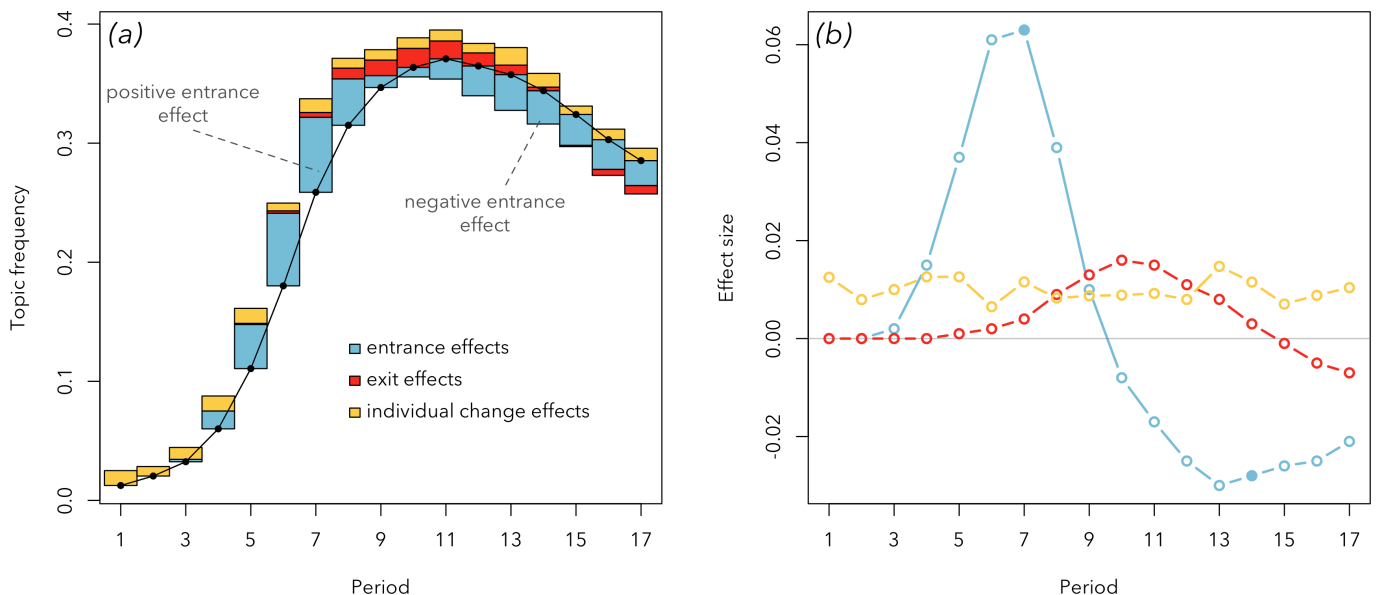 (a)
0.4
0.3
0.2
0.1
0.0
Topic frequency
positive entrance
effect
negative entrance
effect
entrance effects
exit effects
individual change effects
1 3 5 7 9 11 13 15 17
Period
(b)
0.06
0.04
0.02
0.00
-0.02
Effect size
1 3 5 7 9 11 13 15 17
Period